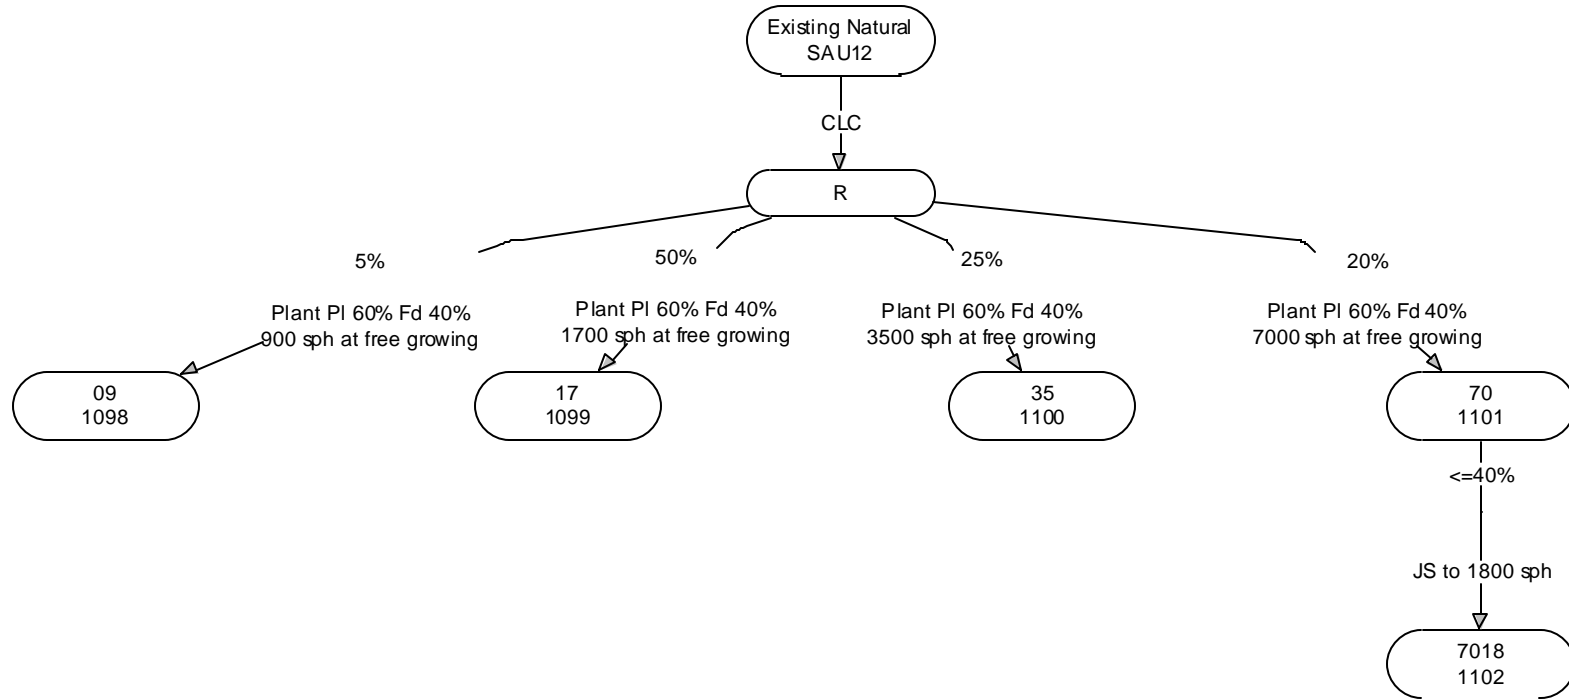 Existing Natural
SAU12
CLC
R
5%
50%
25%
20%
Plant Pl 60% Fd 40%
900 sph at free growing
Plant Pl 60% Fd 40%
1700 sph at free growing
Plant Pl 60% Fd 40%
3500 sph at free growing
Plant Pl 60% Fd 40%
7000 sph at free growing
09
1098
17
1099
35
1100
70
1101
<=40%
JS to 1800 sph
7018
1102